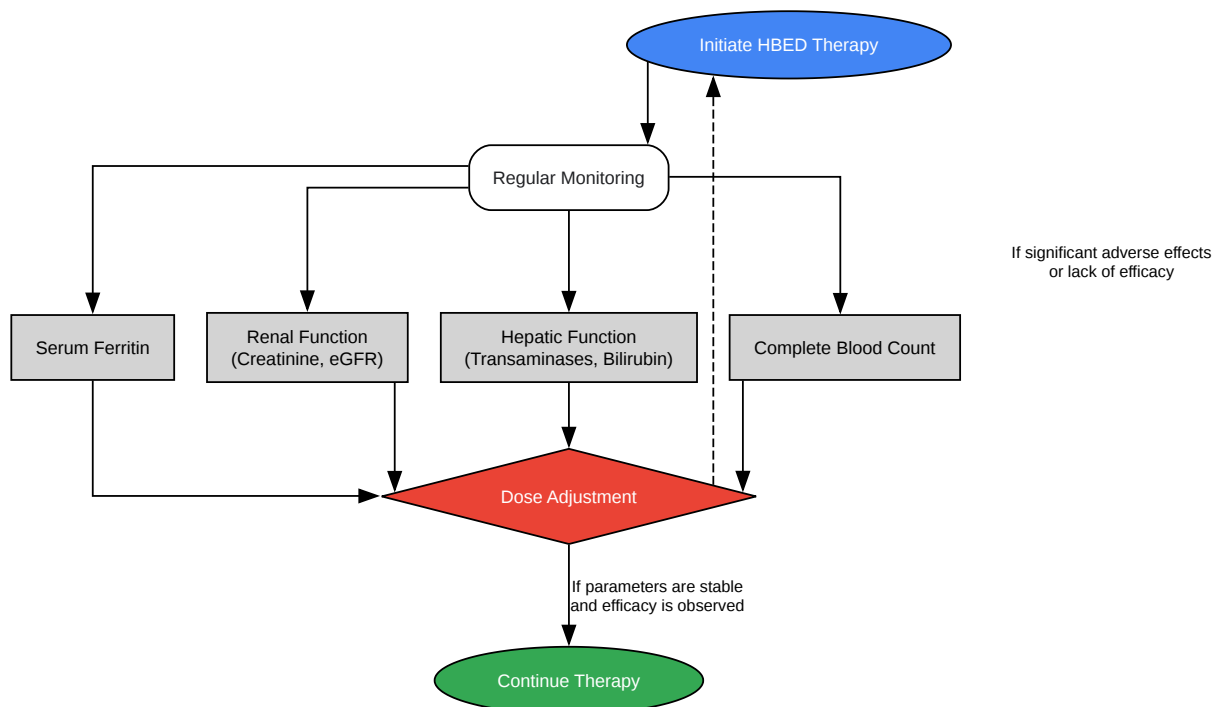 Initiate HBED Therapy
Regular Monitoring
If significant adverse effects
or lack of efficacy
Serum Ferritin
Renal Function
(Creatinine, eGFR)
Hepatic Function
(Transaminases, Bilirubin)
Complete Blood Count
Dose Adjustment
If parameters are stable
and efficacy is observed
Continue Therapy